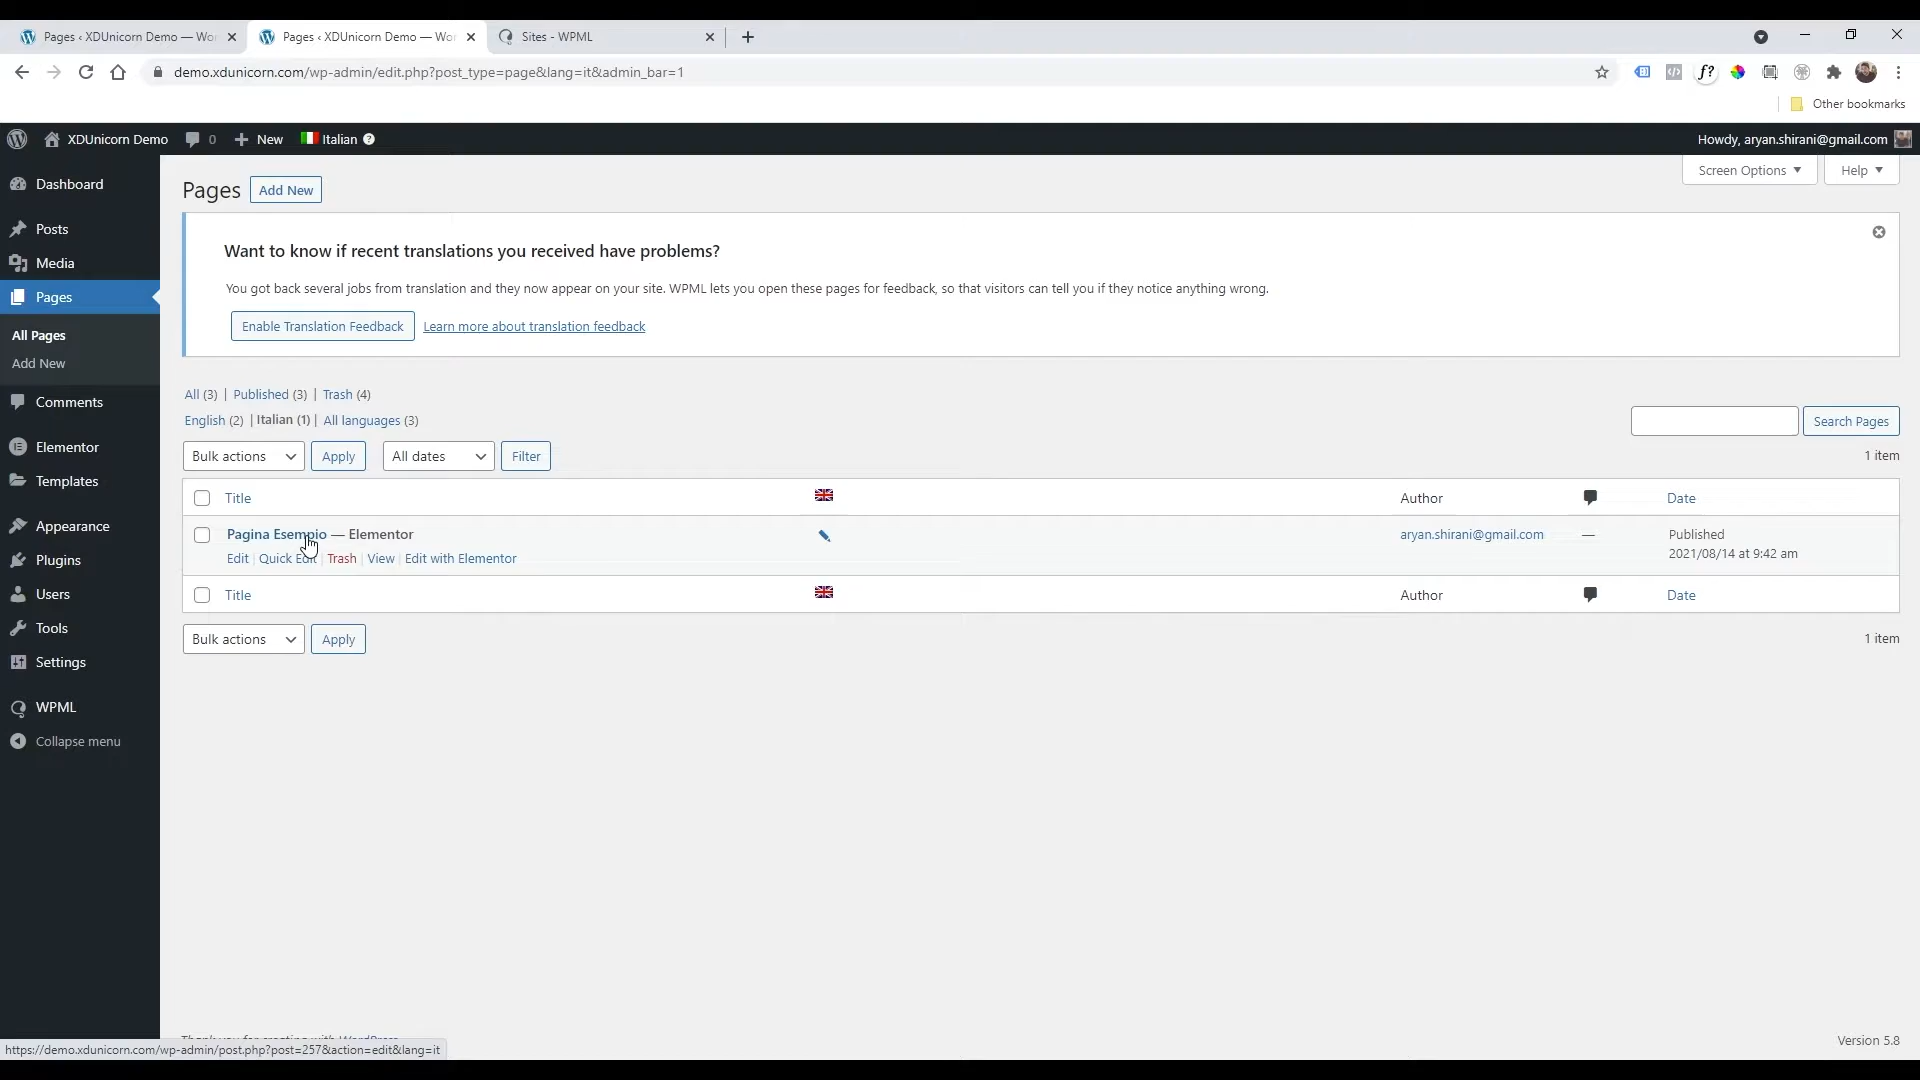 Pages ‹ XDUnicorn Demo — Wor
Pages ‹ XDUnicorn Demo — Wor
Sites - WPML
demo.xdunicorn.com/wp-admin/edit.php?post_type=page&lang=it&admin_bar=1
f?
Other bookmarks
XDUnicorn Demo
0
New
Italian
Howdy, aryan.shirani@gmail.com
Screen Options
Help
Dashboard
Posts
Media
Pages
All Pages
Add New
Comments
Elementor
Templates
Appearance
Plugins
Users
Tools
Settings
WPML
Collapse menu
Pages
Add New
Want to know if recent translations you received have problems?
You got back several jobs from translation and they now appear on your site. WPML lets you open these pages for feedback, so that visitors can tell you if they notice anything wrong.
Enable Translation Feedback
Learn more about translation feedback
All (3) | Published (3) | Trash (4)
English (2) | Italian (1) | All languages (3)
Search Pages
Bulk actions
Apply
All dates
Filter
1 item
Title
Author
Date
Pagina Esempio — Elementor
aryan.shirani@gmail.com
—
Published
2021/08/14 at 9:42 am
Edit | Quick Edit | Trash | View | Edit with Elementor
Title
Author
Date
Bulk actions
Apply
1 item
Thank you for creating with WordPress.
Version 5.8
https://demo.xdunicorn.com/wp-admin/post.php?post=257&action=edit&lang=it